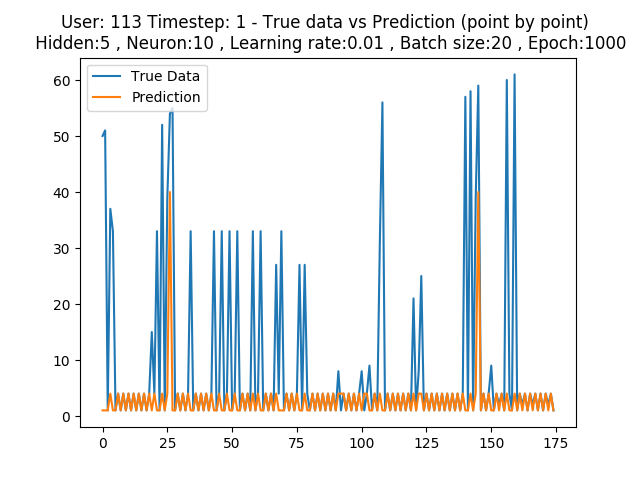 User: 113 Timestep: 1 - True data vs Prediction (point by point)
Hidden:5 , Neuron:10 , Learning rate:0.01 , Batch size:20 , Epoch:1000
True Data
Prediction
60
50
40
30
20
10
0
0 25 50 75 100 125 150 175